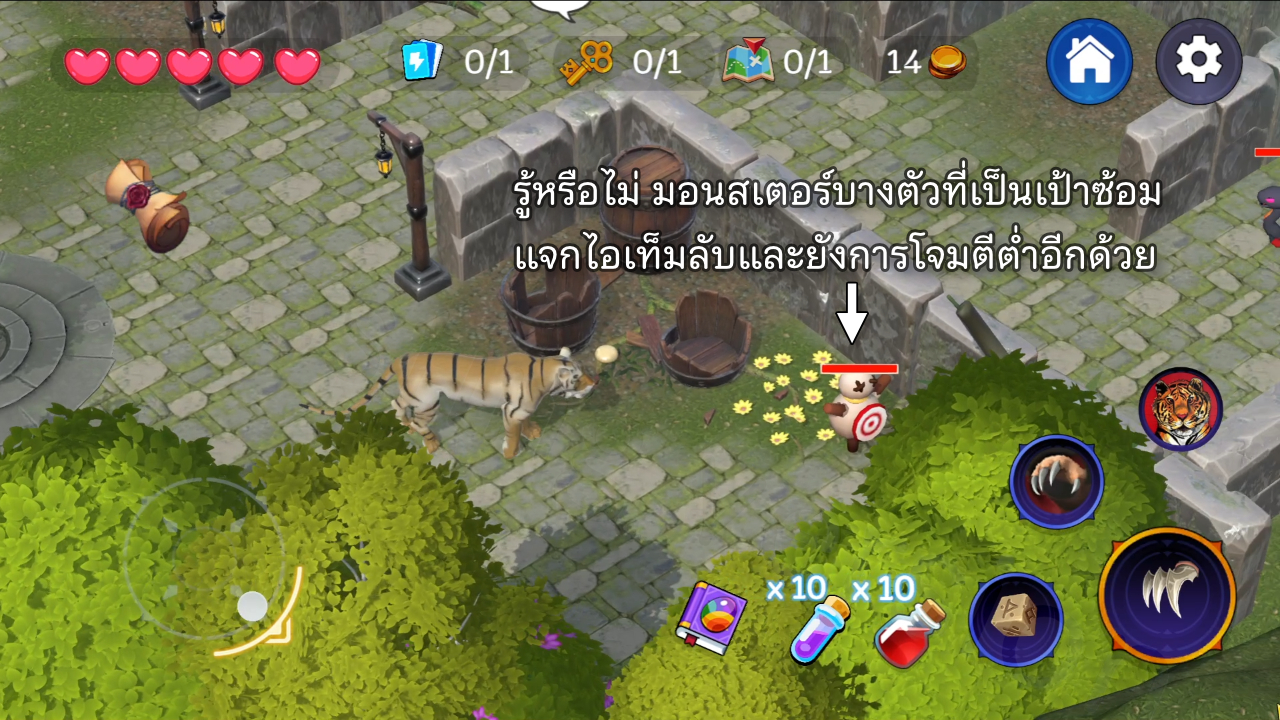 0/1 0/1 0/1 14
รู้หรือไม่ มอนสเตอร์บางตัวที่เป็นเป้าซ้อม
แจกไอเท็มลับและยังการโจมตีต่ำอีกด้วย
x 10 x 10